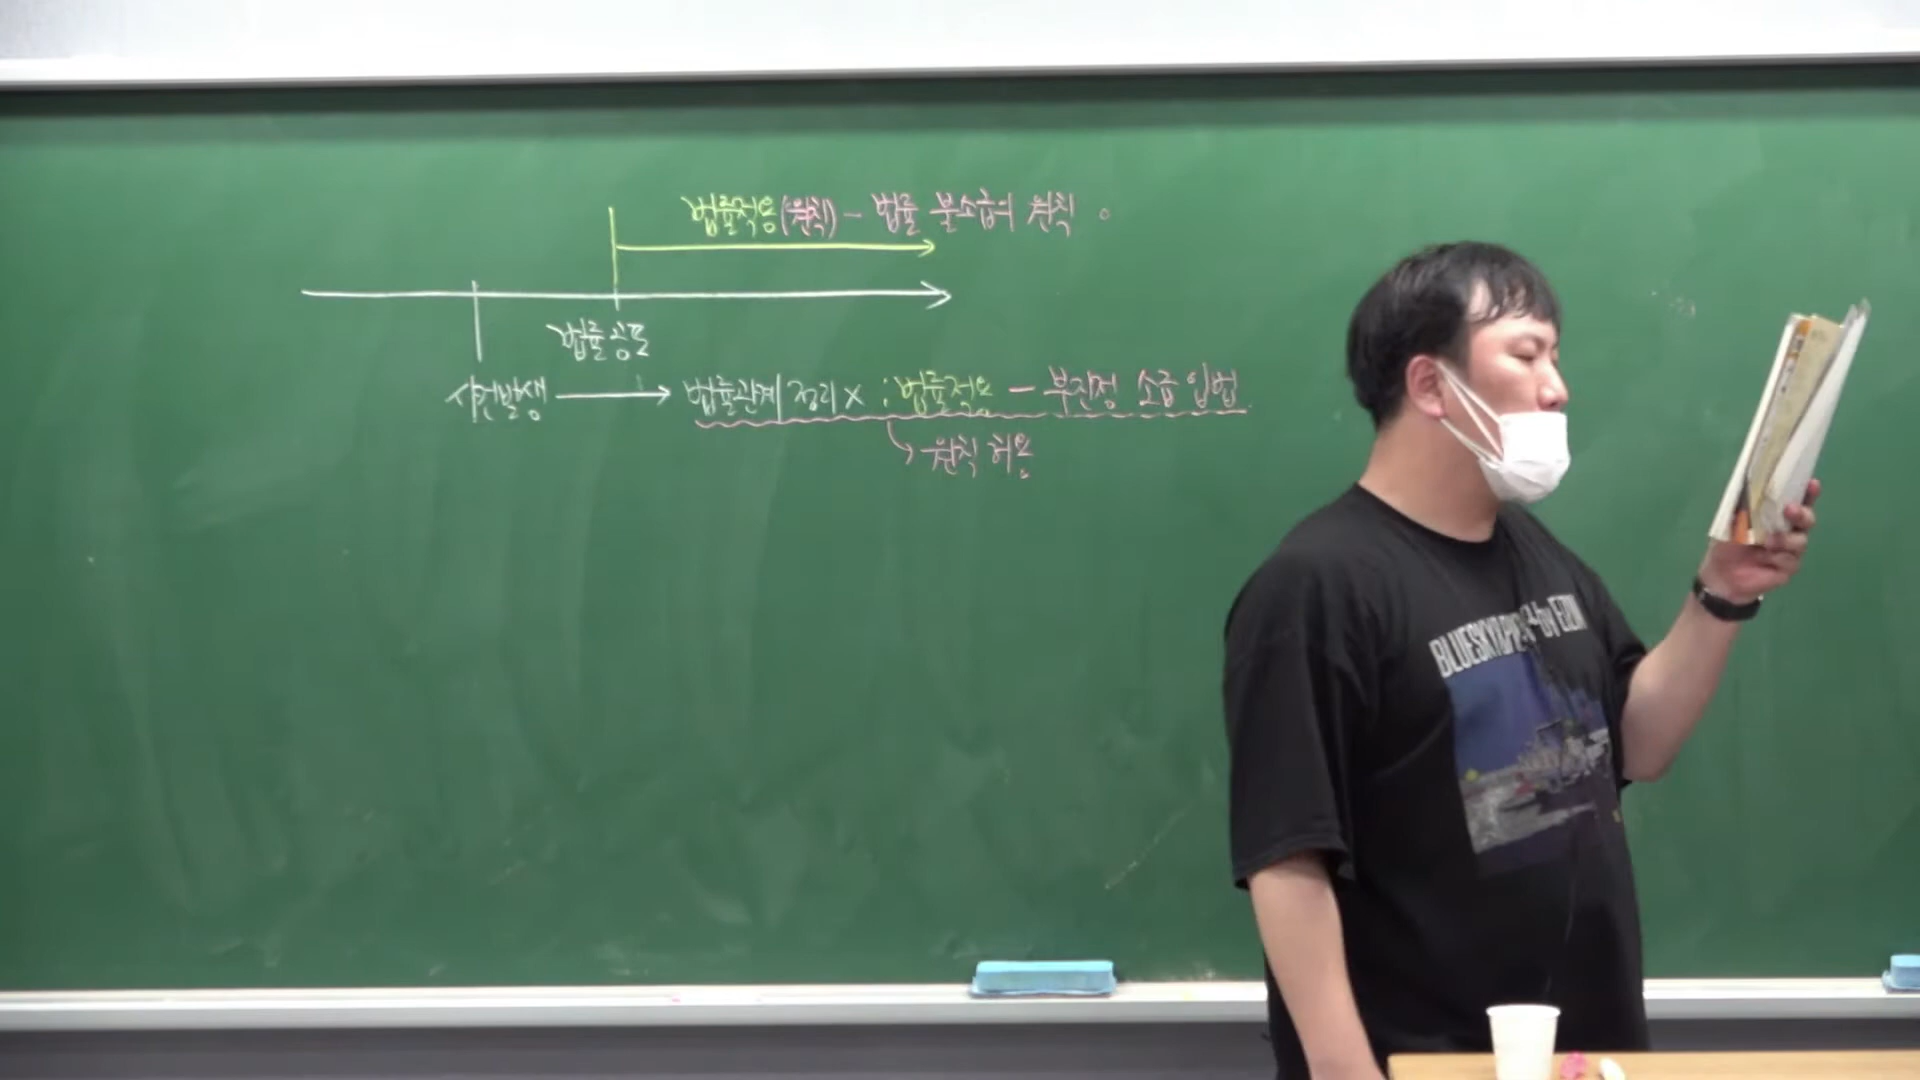 법률적용(원칙) - 법률 불소급의 원칙
법률공포
사건발생 → 법률관계 정리 x : 법률적용 - 부진정 소급 입법
↳ 원칙 허용